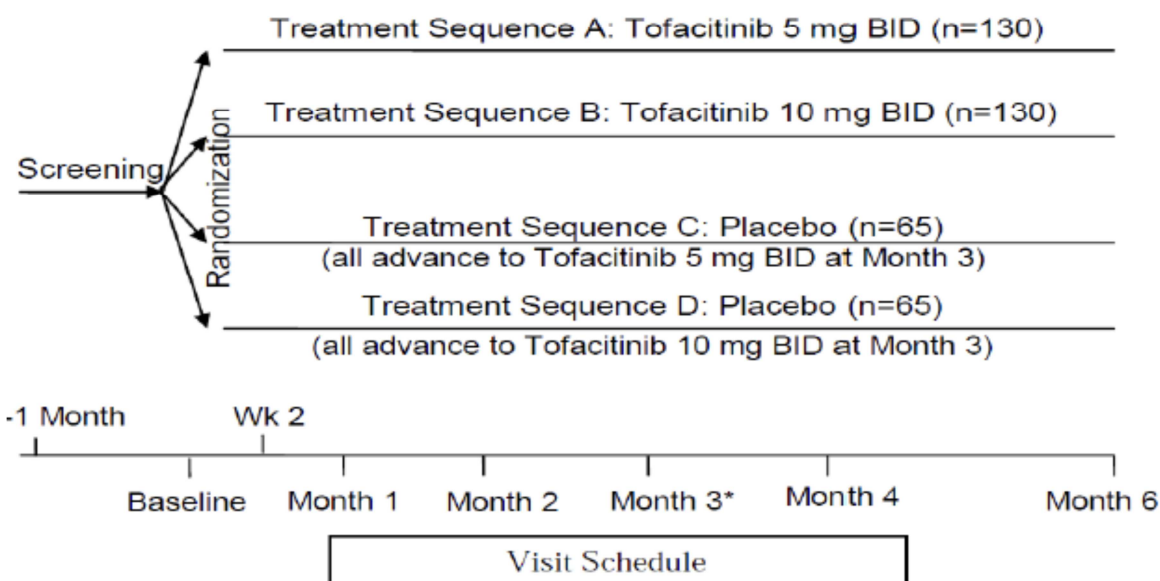 Treatment Sequence A: Tofacitinib 5 mg BID (n=130)
Treatment Sequence B: Tofacitinib 10 mg BID (n=130)
Screening
Randomization
Treatment Sequence C: Placebo (n=65)
(all advance to Tofacitinib 5 mg BID at Month 3)
Treatment Sequence D: Placebo (n=65)
(all advance to Tofacitinib 10 mg BID at Month 3)
-1 Month
Wk 2
Baseline
Month 1
Month 2
Month 3*
Month 4
Month 6
Visit Schedule